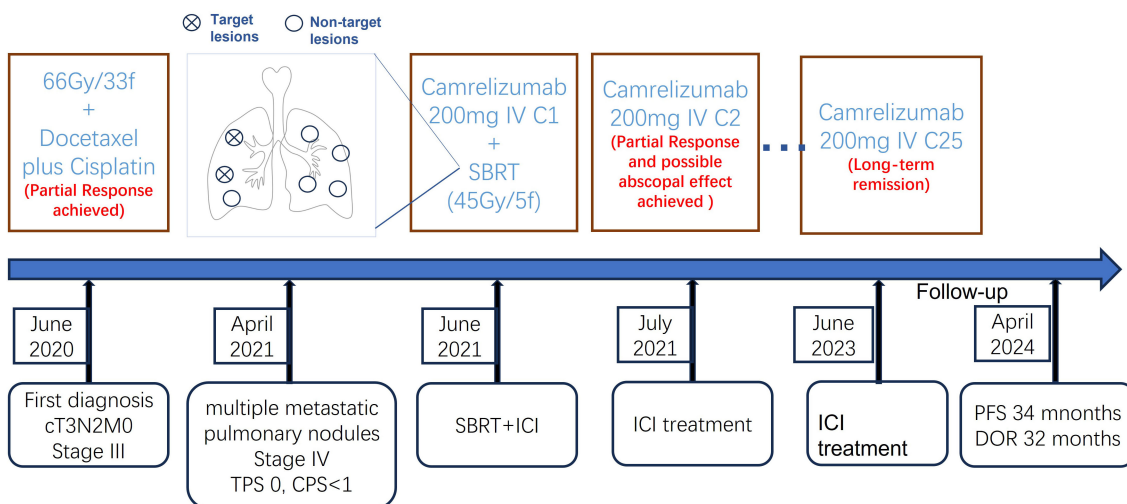 Target
lesions
Non-target
lesions
66Gy/33f
+
Docetaxel
plus Cisplatin
(Partial Response
achieved)
Camrelizumab
200mg IV C1
+
SBRT
(45Gy/5f)
Camrelizumab
200mg IV C2
(Partial Response
and possible
abscopal effect
achieved )
Camrelizumab
200mg IV C25
(Long-term
remission)
Follow-up
June
2020
April
2021
June
2021
July
2021
June
2023
April
2024
First diagnosis
cT3N2M0
Stage III
multiple metastatic
pulmonary nodules
Stage IV
TPS 0, CPS<1
SBRT+ICI
ICI treatment
ICI
treatment
PFS 34 mnonths
DOR 32 months